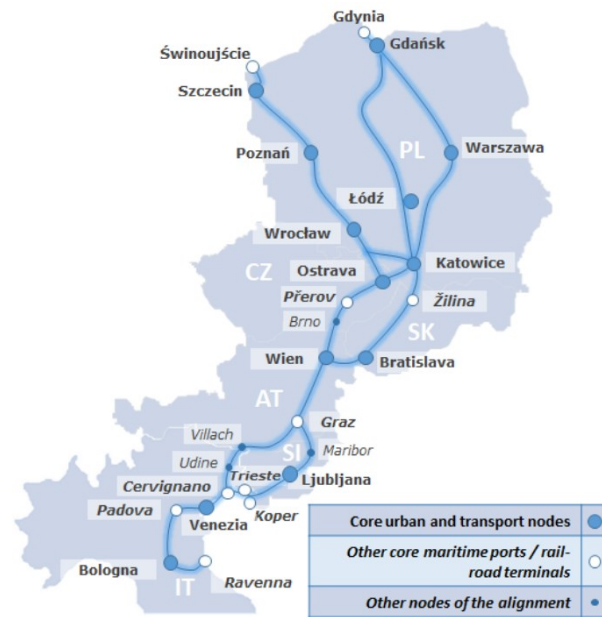 Gdynia
Gdańsk
Świnoujście
Szczecin
Poznań
PL
Warszawa
Łódź
Wrocław
CZ
Ostrava
Katowice
Přerov
Žilina
Brno
SK
Wien
Bratislava
AT
Graz
Villach
SI
Maribor
Udine
Trieste
Ljubljana
Cervignano
Koper
Padova
Venezia
Bologna
IT
Ravenna
Core urban and transport nodes
Other core maritime ports / rail-
road terminals
Other nodes of the alignment